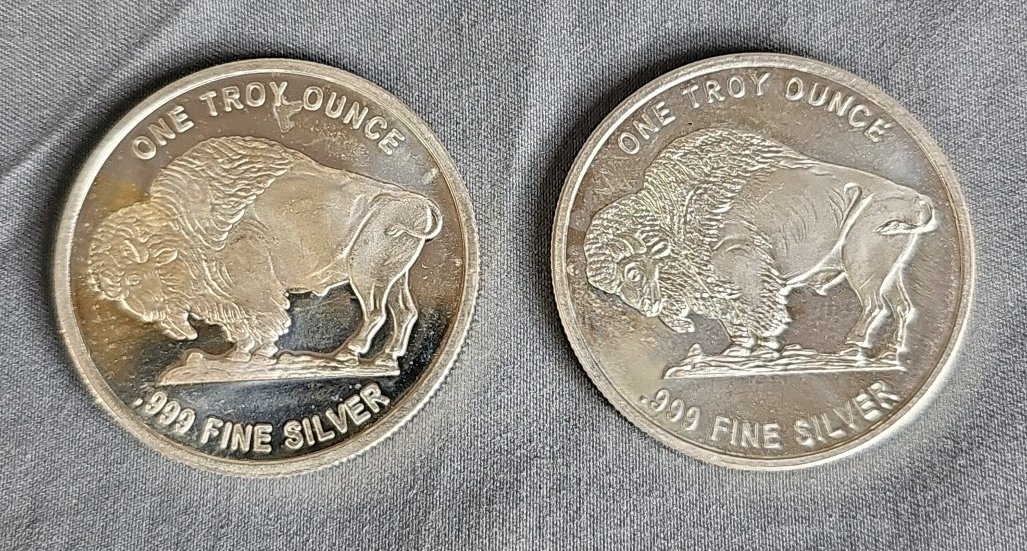 ONE TROY OUNCE
.999 FINE SILVER
ONE TROY OUNCE
.999 FINE SILVER